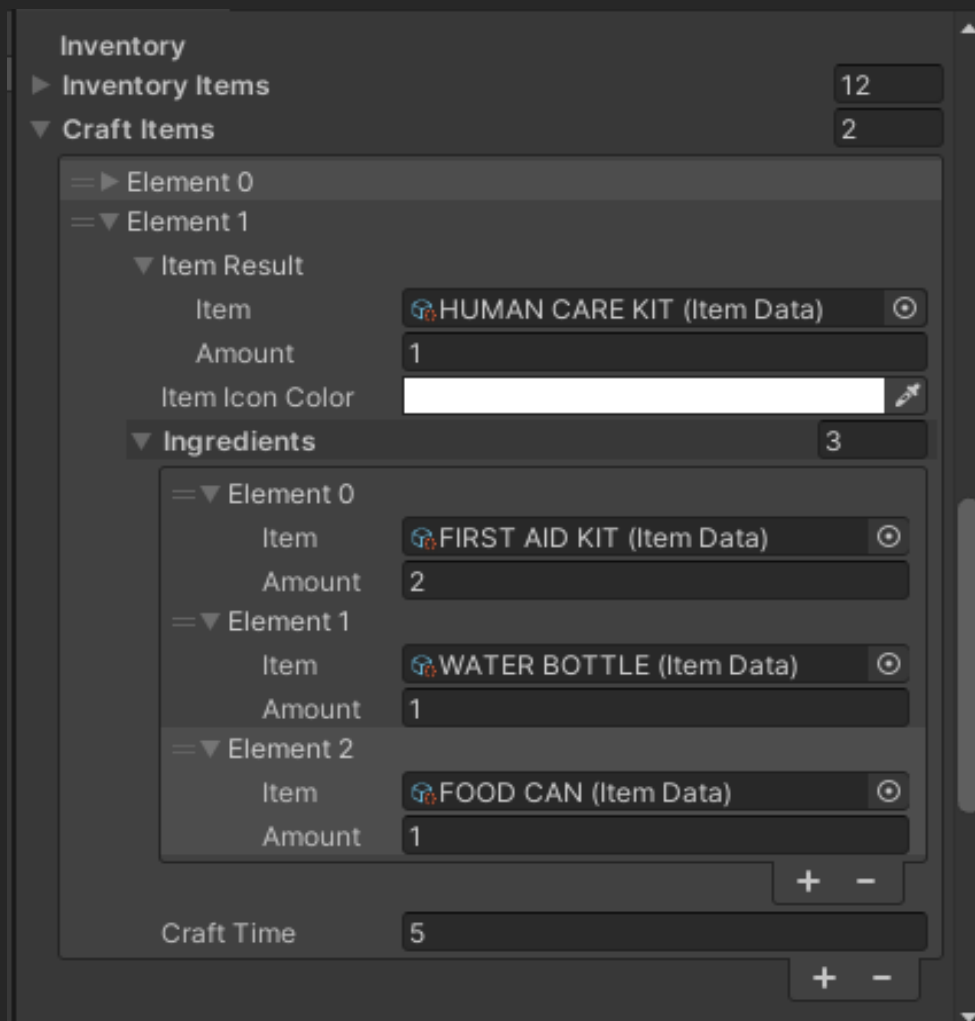 Inventory
Inventory Items 12
Craft Items 2
Element 0
Element 1
Item Result
Item HUMAN CARE KIT (Item Data)
Amount 1
Item Icon Color
Ingredients 3
Element 0
Item FIRST AID KIT (Item Data)
Amount 2
Element 1
Item WATER BOTTLE (Item Data)
Amount 1
Element 2
Item FOOD CAN (Item Data)
Amount 1
+ −
Craft Time 5
+ −